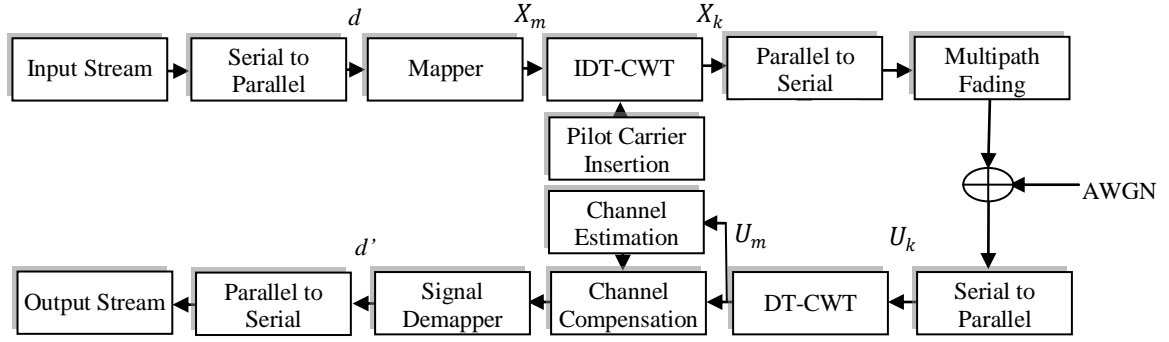 d
X_m
X_k
Input Stream
Serial to
Parallel
Mapper
IDT-CWT
Parallel to
Serial
Multipath
Fading
Pilot Carrier
Insertion
AWGN
Channel
Estimation
U_m
U_k
d’
Output Stream
Parallel to
Serial
Signal
Demapper
Channel
Compensation
DT-CWT
Serial to
Parallel